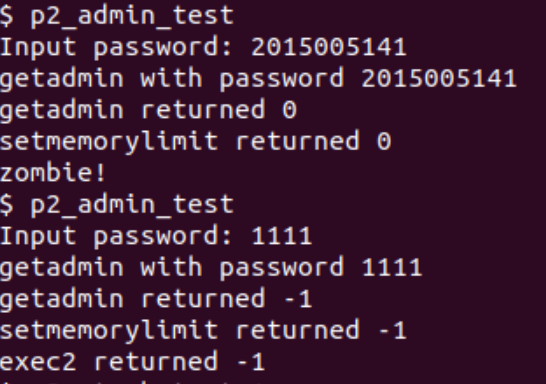 $ p2_admin_test
Input password: 2015005141
getadmin with password 2015005141
getadmin returned 0
setmemorylimit returned 0
zombie!
$ p2_admin_test
Input password: 1111
getadmin with password 1111
getadmin returned -1
setmemorylimit returned -1
exec2 returned -1